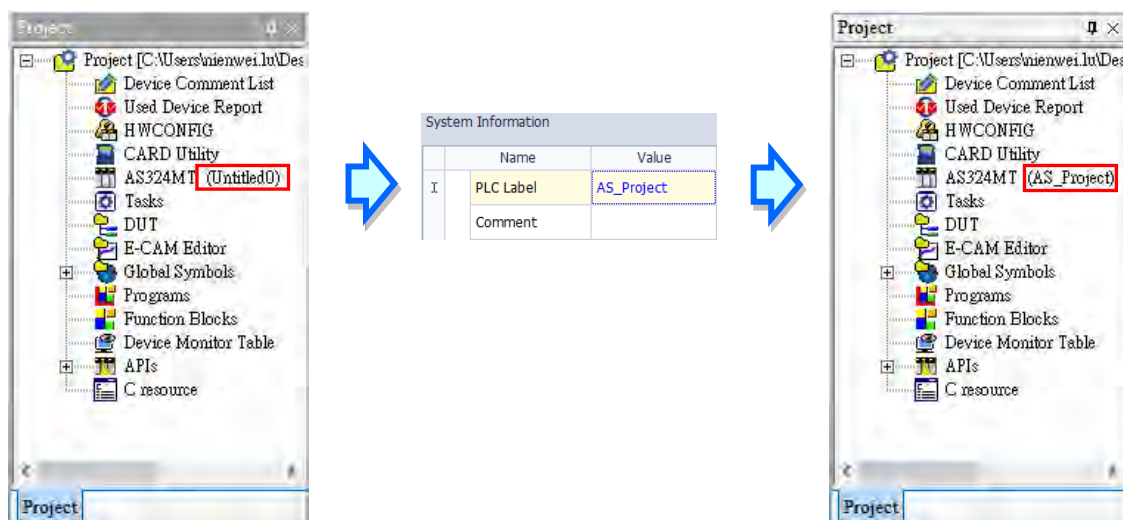 Project
Project [C:\Users\nienwei.lu\Des
Device Comment List
Used Device Report
HWCONFIG
CARD Utility
AS324MT (Untitled0)
Tasks
DUT
E-CAM Editor
Global Symbols
Programs
Function Blocks
Device Monitor Table
APIs
C resource
Project
System Information
Name Value
I PLC Label AS_Project
Comment
Project
Project [C:\Users\nienwei.lu\Des
Device Comment List
Used Device Report
HWCONFIG
CARD Utility
AS324MT (AS_Project)
Tasks
DUT
E-CAM Editor
Global Symbols
Programs
Function Blocks
Device Monitor Table
APIs
C resource
Project